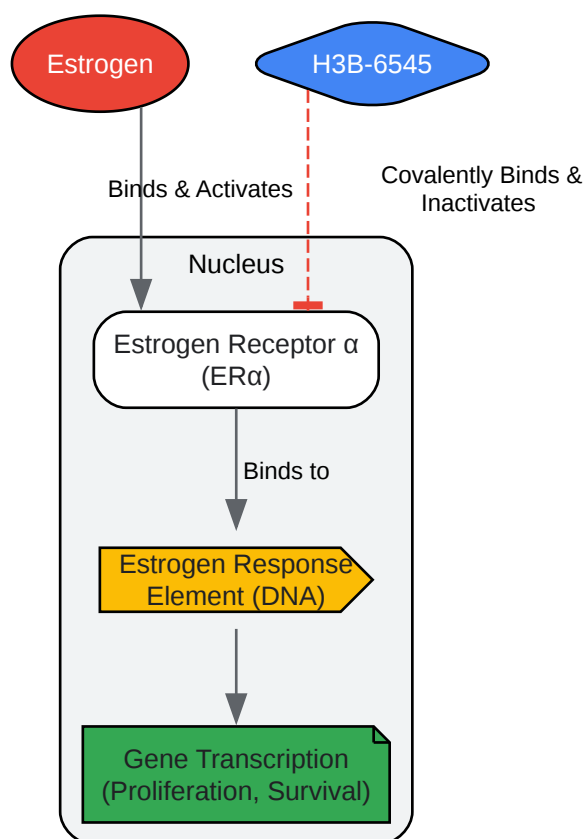 Estrogen
H3B-6545
Binds & Activates
Covalently Binds &
Inactivates
Nucleus
Estrogen Receptor α
(ERα)
Binds to
Estrogen Response
Element (DNA)
Gene Transcription
(Proliferation, Survival)